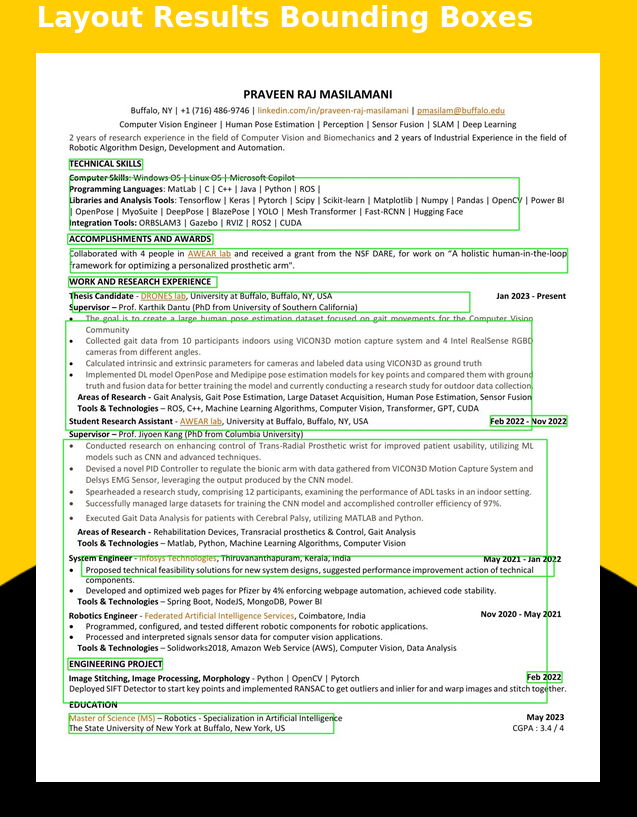 Layout Results Bounding Boxes
PRAVEEN RAJ MASILAMANI
Buffalo, NY | +1 (716) 486-9746 | linkedin.com/in/praveen-raj-masilamani | pmasilam@buffalo.edu
Computer Vision Engineer | Human Pose Estimation | Perception | Sensor Fusion | SLAM | Deep Learning
2 years of research experience in the field of Computer Vision and Biomechanics and 2 years of Industrial Experience in the field of
Robotic Algorithm Design, Development and Automation.
TECHNICAL SKILLS
Computer Skills: Windows OS | Linux OS | Microsoft Copilot
Programming Languages: MatLab | C | C++ | Java | Python | ROS |
Libraries and Analysis Tools: Tensorflow | Keras | Pytorch | Scipy | Scikit-learn | Matplotlib | Numpy | Pandas | OpenCV | Power BI
| OpenPose | MyoSuite | DeepPose | BlazePose | YOLO | Mesh Transformer | Fast-RCNN | Hugging Face
Integration Tools: ORBSLAM3 | Gazebo | RVIZ | ROS2 | CUDA
ACCOMPLISHMENTS AND AWARDS
Collaborated with 4 people in AWEAR lab and received a grant from the NSF DARE, for work on "A holistic human-in-the-loop
framework for optimizing a personalized prosthetic arm".
WORK AND RESEARCH EXPERIENCE
Thesis Candidate - DRONES lab, University at Buffalo, Buffalo, NY, USA Jan 2023 - Present
Supervisor – Prof. Karthik Dantu (PhD from University of Southern California)
• The goal is to create a large human pose estimation dataset focused on gait movements for the Computer Vision
Community
• Collected gait data from 10 participants indoors using VICON3D motion capture system and 4 Intel RealSense RGBD
cameras from different angles.
• Calculated intrinsic and extrinsic parameters for cameras and labeled data using VICON3D as ground truth
• Implemented DL model OpenPose and Medipipe pose estimation models for key points and compared them with ground
truth and fusion data for better training the model and currently conducting a research study for outdoor data collection.
Areas of Research - Gait Analysis, Gait Pose Estimation, Large Dataset Acquisition, Human Pose Estimation, Sensor Fusion
Tools & Technologies – ROS, C++, Machine Learning Algorithms, Computer Vision, Transformer, GPT, CUDA
Student Research Assistant - AWEAR lab, University at Buffalo, Buffalo, NY, USA Feb 2022 - Nov 2022
Supervisor – Prof. Jiyoen Kang (PhD from Columbia University)
• Conducted research on enhancing control of Trans-Radial Prosthetic wrist for improved patient usability, utilizing ML
models such as CNN and advanced techniques.
• Devised a novel PID Controller to regulate the bionic arm with data gathered from VICON3D Motion Capture System and
Delsys EMG Sensor, leveraging the output produced by the CNN model.
• Spearheaded a research study, comprising 12 participants, examining the performance of ADL tasks in an indoor setting.
• Successfully managed large datasets for training the CNN model and accomplished controller efficiency of 97%.
• Executed Gait Data Analysis for patients with Cerebral Palsy, utilizing MATLAB and Python.
Areas of Research - Rehabilitation Devices, Transracial prosthetics & Control, Gait Analysis
Tools & Technologies – Matlab, Python, Machine Learning Algorithms, Computer Vision
System Engineer - Infosys Technologies, Thiruvananthapuram, Kerala, India May 2021 - Jan 2022
• Proposed technical feasibility solutions for new system designs, suggested performance improvement action of technical
components.
• Developed and optimized web pages for Pfizer by 4% enforcing webpage automation, achieved code stability.
Tools & Technologies – Spring Boot, NodeJS, MongoDB, Power BI
Robotics Engineer - Federated Artificial Intelligence Services, Coimbatore, India Nov 2020 - May 2021
• Programmed, configured, and tested different robotic components for robotic applications.
• Processed and interpreted signals sensor data for computer vision applications.
Tools & Technologies – Solidworks2018, Amazon Web Service (AWS), Computer Vision, Data Analysis
ENGINEERING PROJECT
Image Stitching, Image Processing, Morphology - Python | OpenCV | Pytorch Feb 2022
Deployed SIFT Detector to start key points and implemented RANSAC to get outliers and inlier for and warp images and stitch together.
EDUCATION
Master of Science (MS) – Robotics - Specialization in Artificial Intelligence May 2023
The State University of New York at Buffalo, New York, US CGPA : 3.4 / 4